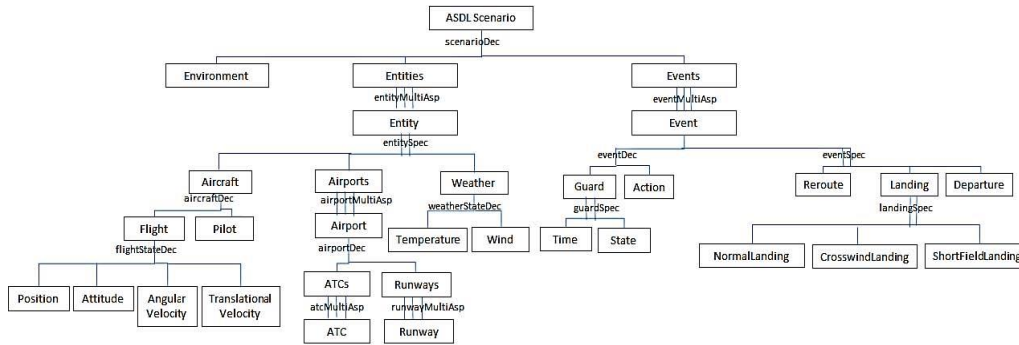 ASDL Scenario
scenarioDec
Environment
Entities
Events
entityMultiAsp
eventMultiAsp
Entity
Event
entitySpec
eventDec
eventSpec
Aircraft
Airports
Weather
Guard
Action
Reroute
Landing
Departure
aircraftDec
airportMultiAsp
weatherStateDec
guardSpec
landingSpec
Flight
Pilot
Airport
Temperature
Wind
Time
State
flightStateDec
airportDec
NormalLanding
CrosswindLanding
ShortFieldLanding
Position
Attitude
Angular
Velocity
Translational
Velocity
ATCs
Runways
atcMultiAsp
runwayMultiAsp
ATC
Runway